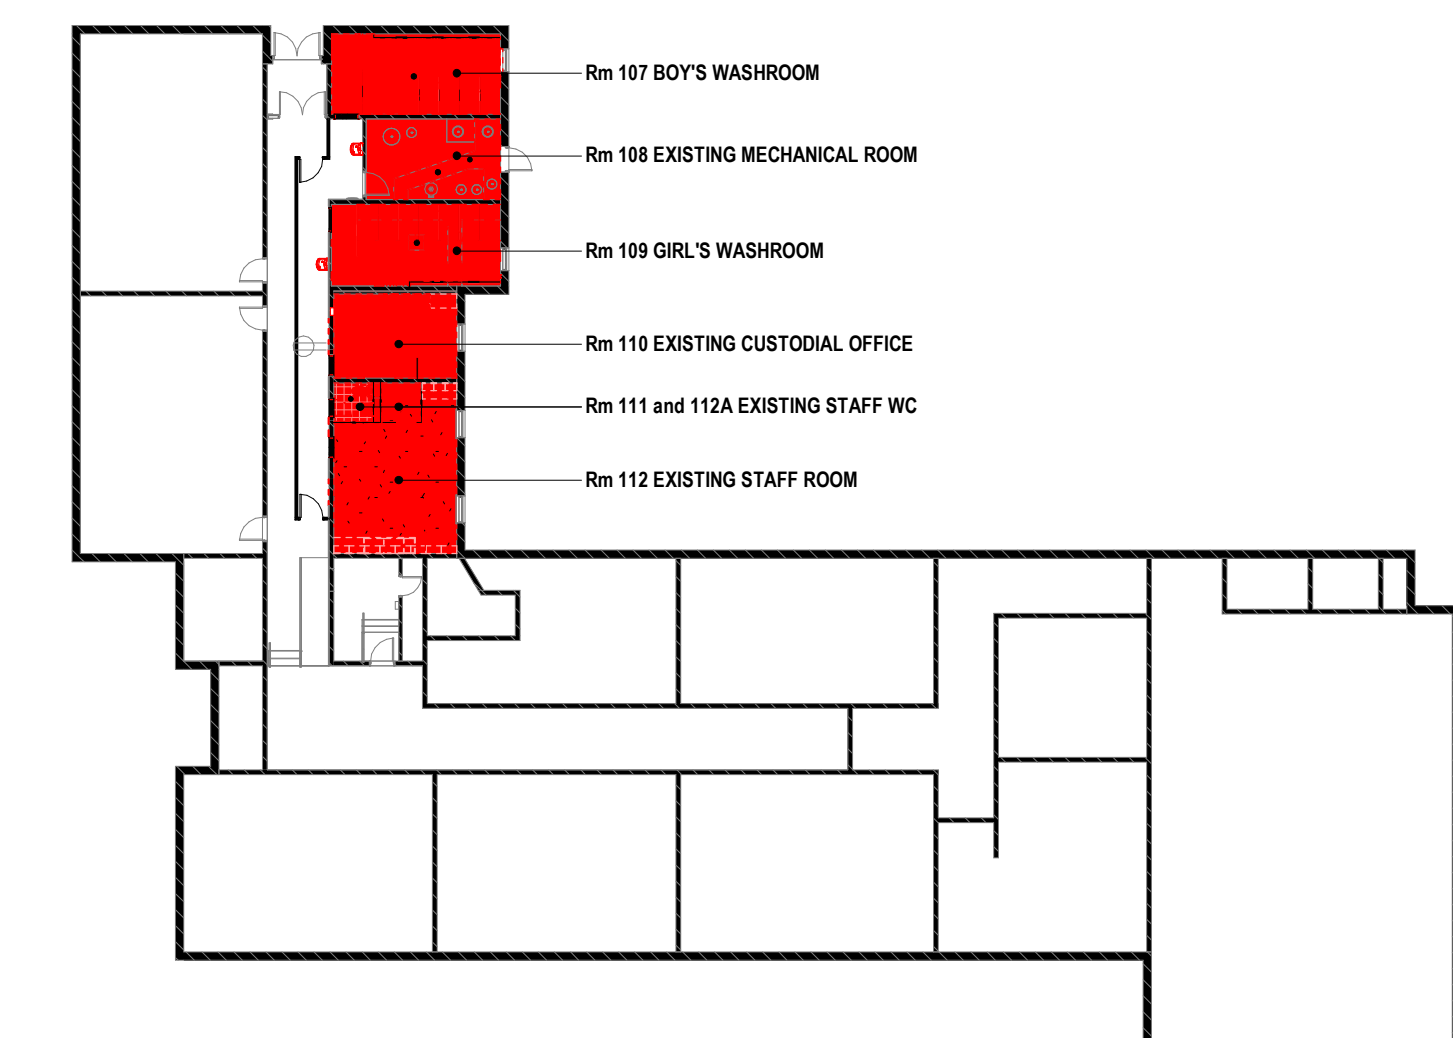 Rm 107 BOY'S WASHROOM
Rm 108 EXISTING MECHANICAL ROOM
Rm 109 GIRL'S WASHROOM
Rm 110 EXISTING CUSTODIAL OFFICE
Rm 111 and 112A EXISTING STAFF WC
Rm 112 EXISTING STAFF ROOM